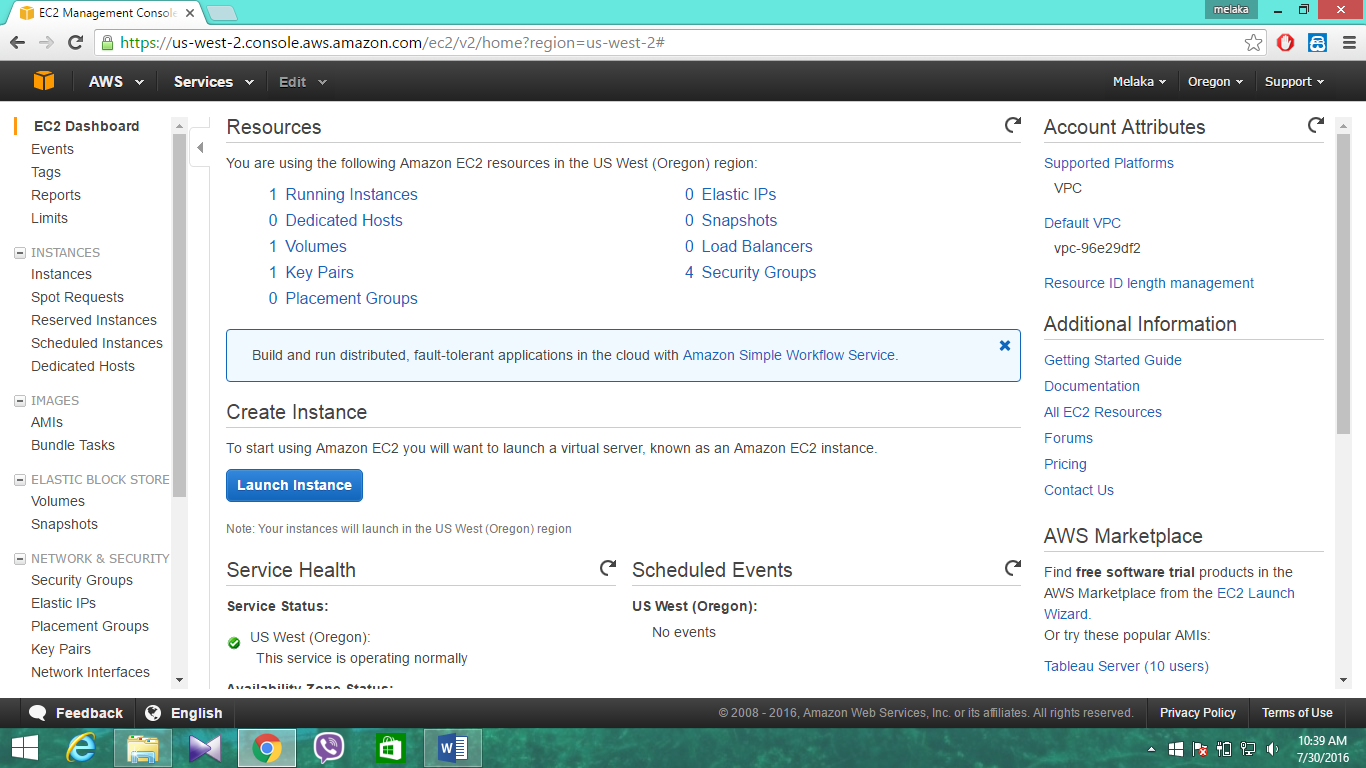 EC2 Management Console
melaka
https://us-west-2.console.aws.amazon.com/ec2/v2/home?region=us-west-2#
AWS
Services
Edit
Melaka
Oregon
Support
EC2 Dashboard
Events
Tags
Reports
Limits
INSTANCES
Instances
Spot Requests
Reserved Instances
Scheduled Instances
Dedicated Hosts
IMAGES
AMIs
Bundle Tasks
ELASTIC BLOCK STORE
Volumes
Snapshots
NETWORK & SECURITY
Security Groups
Elastic IPs
Placement Groups
Key Pairs
Network Interfaces
Resources
You are using the following Amazon EC2 resources in the US West (Oregon) region:
1 Running Instances
0 Dedicated Hosts
1 Volumes
1 Key Pairs
0 Placement Groups
0 Elastic IPs
0 Snapshots
0 Load Balancers
4 Security Groups
Build and run distributed, fault-tolerant applications in the cloud with Amazon Simple Workflow Service.
Create Instance
To start using Amazon EC2 you will want to launch a virtual server, known as an Amazon EC2 instance.
Launch Instance
Note: Your instances will launch in the US West (Oregon) region
Service Health
Service Status:
US West (Oregon):
This service is operating normally
Availability Zone Status:
Scheduled Events
US West (Oregon):
No events
Account Attributes
Supported Platforms
VPC
Default VPC
vpc-96e29df2
Resource ID length management
Additional Information
Getting Started Guide
Documentation
All EC2 Resources
Forums
Pricing
Contact Us
AWS Marketplace
Find free software trial products in the
AWS Marketplace from the EC2 Launch
Wizard.
Or try these popular AMIs:
Tableau Server (10 users)
Feedback
English
© 2008 - 2016, Amazon Web Services, Inc. or its affiliates. All rights reserved.
Privacy Policy
Terms of Use
10:39 AM
7/30/2016